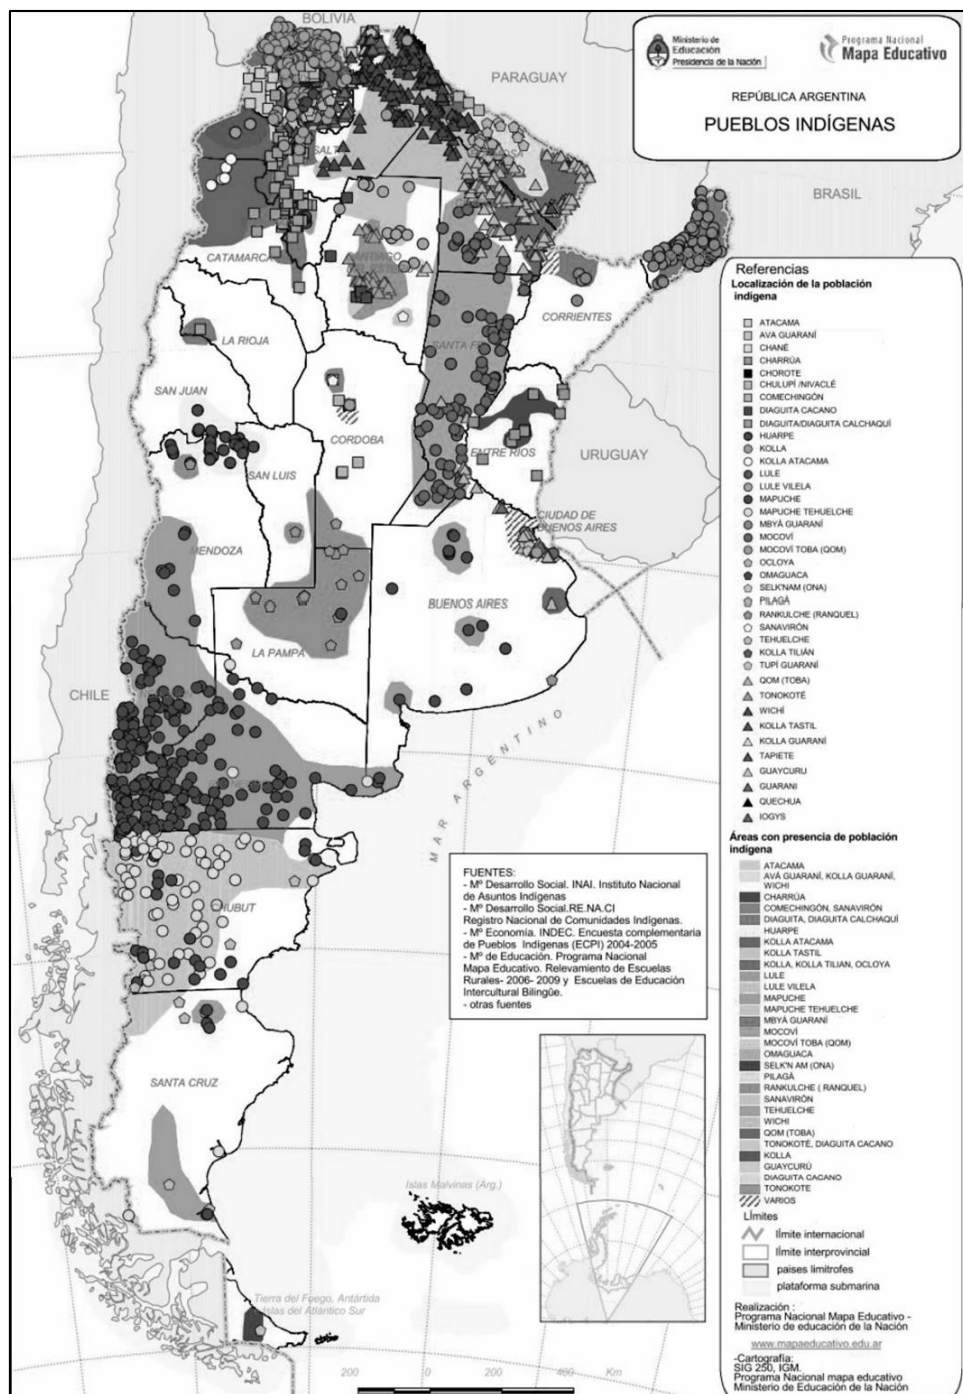 BOLIVIA
PARAGUAY
BRASIL
URUGUAY
CHILE
Ministerio de
Educación
Presidencia de la Nación
Programa Nacional
Mapa Educativo
REPÚBLICA ARGENTINA
PUEBLOS INDÍGENAS
CATAMARCA
LA RIOJA
SAN JUAN
SAN LUIS
CORDOBA
SANTA FE
CORRIENTES
ENTRE RÍOS
CIUDAD DE
BUENOS AIRES
MENDOZA
BUENOS AIRES
LA PAMPA
CHUBUT
SANTA CRUZ
MAR ARGENTINO
Islas Malvinas (Arg.)
Tierra del Fuego, Antártida
Islas del Atlántico Sur
200 0 200 400 Km
Referencias
Localización de la población
indígena
ATACAMA
AVA GUARANÍ
CHANÉ
CHARRÚA
CHOROTE
CHULUPÍ /NIVACLÉ
COMECHINGÓN
DIAGUITA CACANO
DIAGUITA/DIAGUITA CALCHAQUÍ
HUARPE
KOLLA
KOLLA ATACAMA
LULE
LULE VILELA
MAPUCHE
MAPUCHE TEHUELCHE
MBYÁ GUARANÍ
MOCOVÍ
MOCOVÍ TOBA (QOM)
OCLOYA
OMAGUACA
SELK'NAM (ONA)
PILAGÁ
RANKULCHE (RANQUEL)
SANAVIRÓN
TEHUELCHE
KOLLA TILIÁN
TUPÍ GUARANÍ
QOM (TOBA)
TONOKOTÉ
WICHÍ
KOLLA TASTIL
KOLLA GUARANÍ
TAPIETE
GUAYCURU
GUARANI
QUECHUA
IOGYS
Áreas con presencia de población
indígena
ATACAMA
AVÁ GUARANÍ, KOLLA GUARANÍ,
WICHI
CHARRÚA
COMECHINGÓN, SANAVIRÓN
DIAGUITA, DIAGUITA CALCHAQUÍ
HUARPE
KOLLA ATACAMA
KOLLA TASTIL
KOLLA, KOLLA TILIAN, OCLOYA
LULE
LULE VILELA
MAPUCHE
MAPUCHE TEHUELCHE
MBYÁ GUARANÍ
MOCOVÍ
MOCOVÍ TOBA (QOM)
OMAGUACA
SELK'N AM (ONA)
PILAGÁ
RANKULCHE ( RANQUEL)
SANAVIRÓN
TEHUELCHE
WICHI
QOM (TOBA)
TONOKOTÉ, DIAGUITA CACANO
KOLLA
GUAYCURÚ
DIAGUITA CACANO
TONOKOTE
VARIOS
Límites
límite internacional
límite interprovincial
paises limitrofes
plataforma submarina
Realización :
Programa Nacional Mapa Educativo -
Ministerio de educación de la Nación
www.mapaeducativo.edu.ar
-Cartografía:
SIG 250, IGM.
Programa Nacional mapa educativo
Ministerio de Educación de la Nación
FUENTES:
- Mº Desarrollo Social. INAI. Instituto Nacional
de Asuntos Indígenas
- Mº Desarrollo Social.RE.NA.CI
Registro Nacional de Comunidades Indígenas.
- Mº Economía. INDEC. Encuesta complementaria
de Pueblos Indígenas (ECPI) 2004-2005
- Mº de Educación. Programa Nacional
Mapa Educativo. Relevamiento de Escuelas
Rurales- 2006- 2009 y Escuelas de Educación
Intercultural Bilingûe.
- otras fuentes